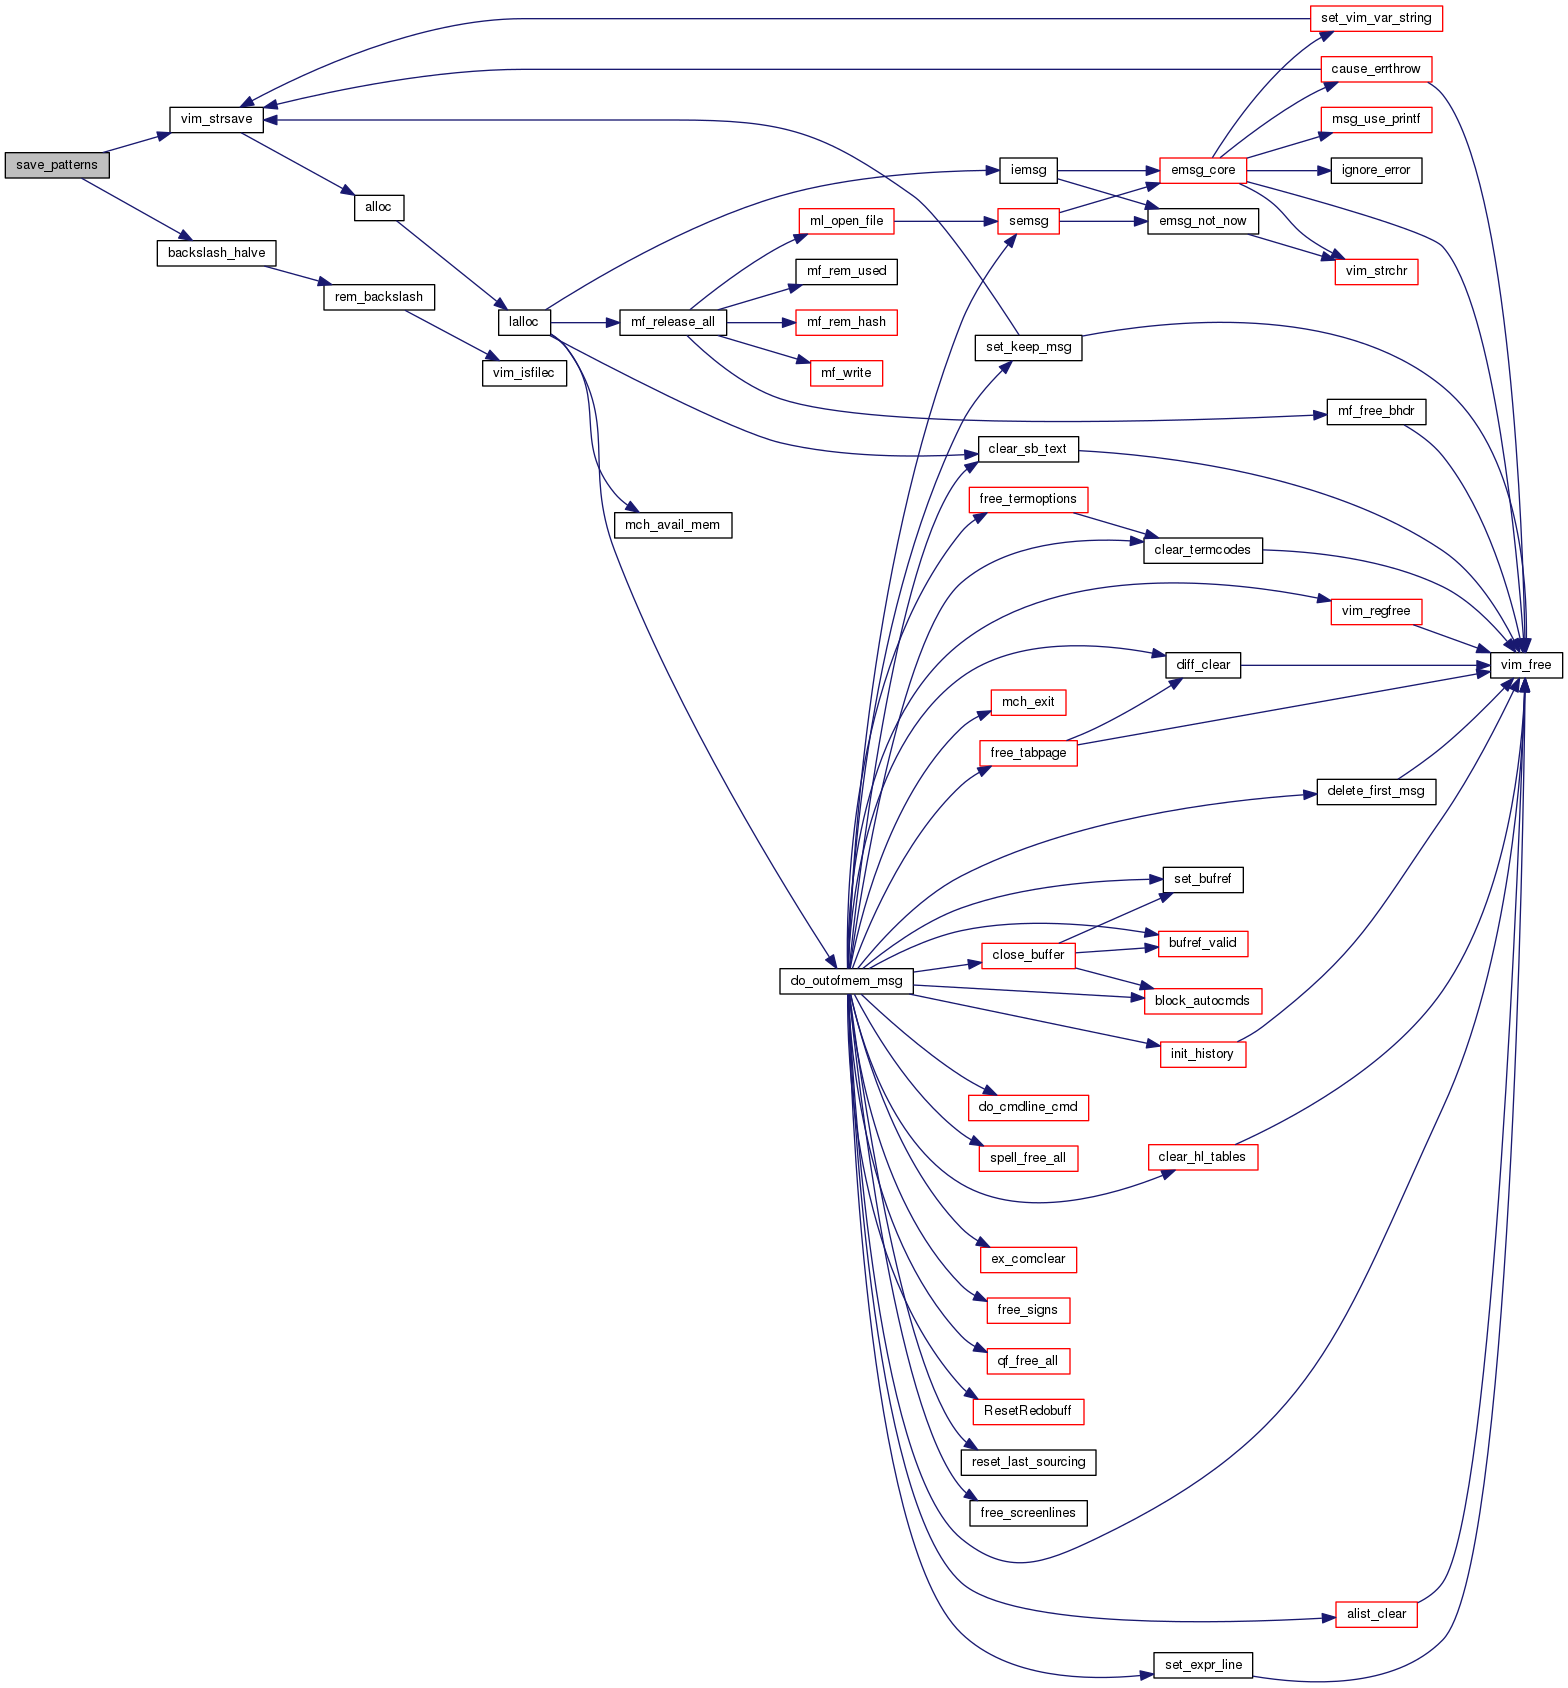 set_vim_var_string
cause_errthrow
vim_strsave
msg_use_printf
save_patterns
iemsg
emsg_core
ignore_error
alloc
ml_open_file
semsg
emsg_not_now
backslash_halve
mf_rem_used
vim_strchr
rem_backslash
lalloc
mf_release_all
mf_rem_hash
set_keep_msg
vim_isfilec
mf_write
mf_free_bhdr
clear_sb_text
free_termoptions
mch_avail_mem
clear_termcodes
vim_regfree
diff_clear
vim_free
mch_exit
free_tabpage
delete_first_msg
set_bufref
bufref_valid
close_buffer
do_outofmem_msg
block_autocmds
init_history
do_cmdline_cmd
spell_free_all
clear_hl_tables
ex_comclear
free_signs
qf_free_all
ResetRedobuff
reset_last_sourcing
free_screenlines
alist_clear
set_expr_line